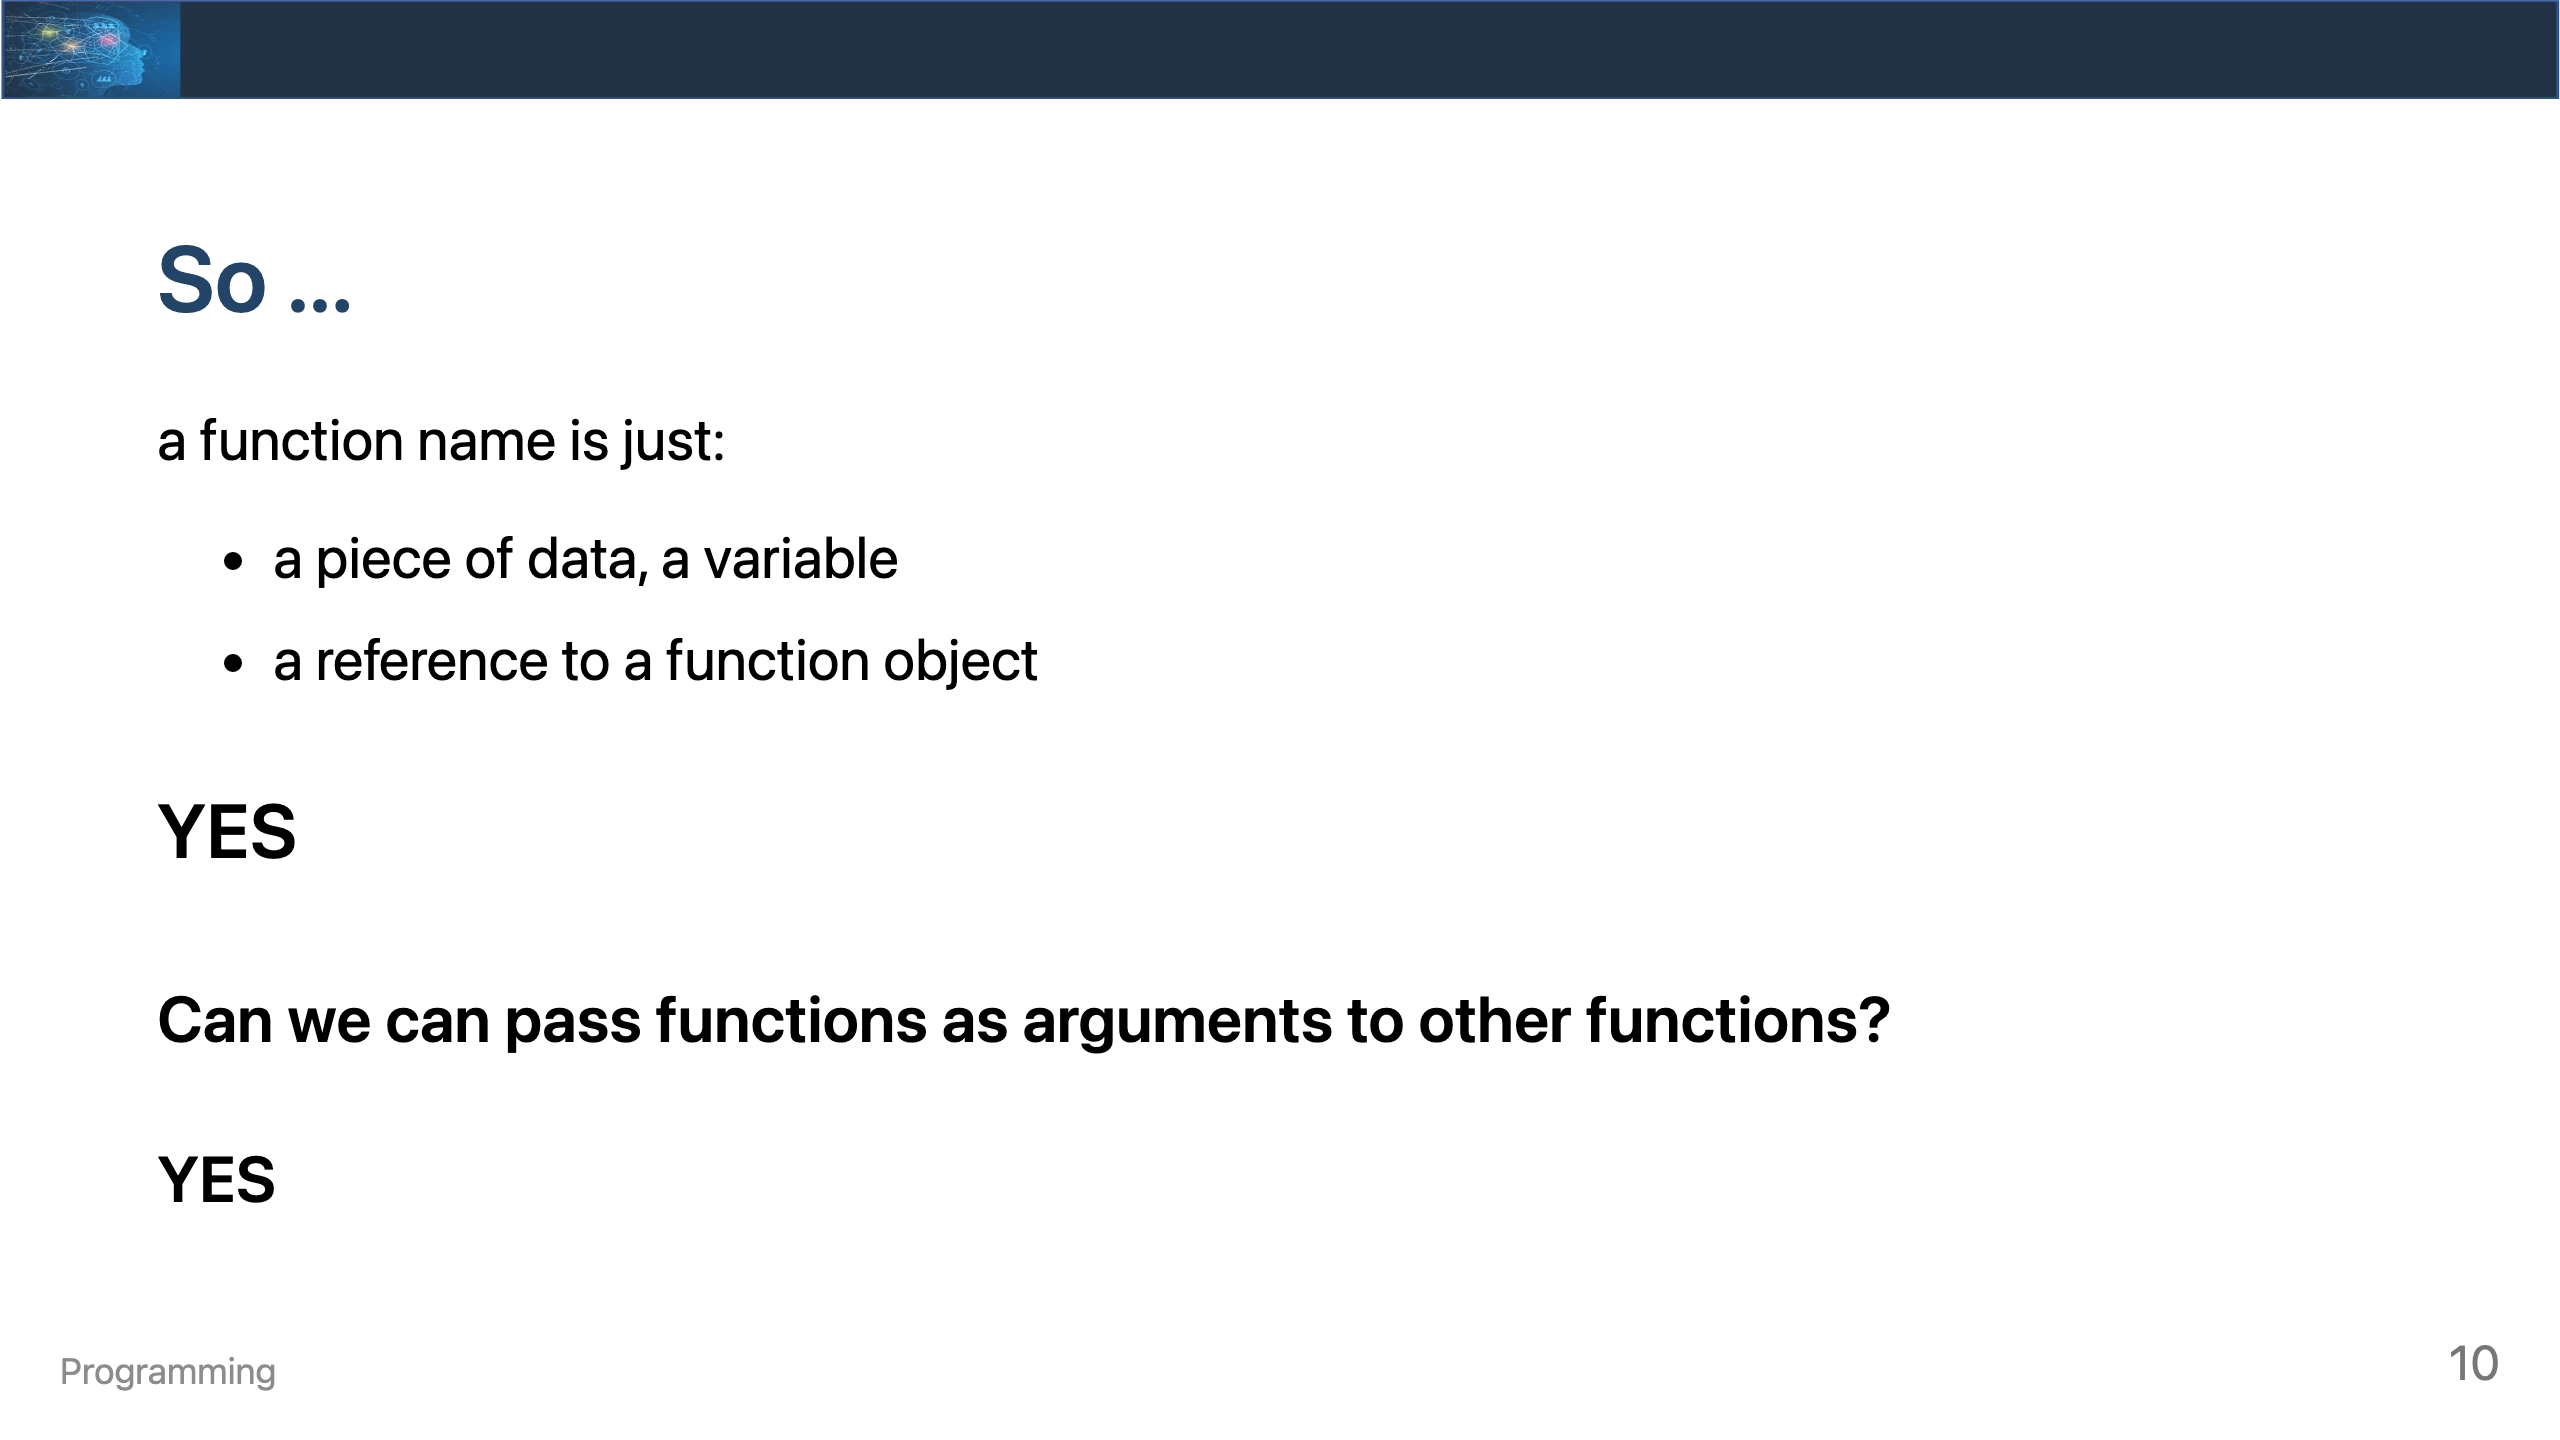 So ...
a function name is just:
• a piece of data, a variable
• a reference to a function object
YES
Can we can pass functions as arguments to other functions?
YES
Programming
10